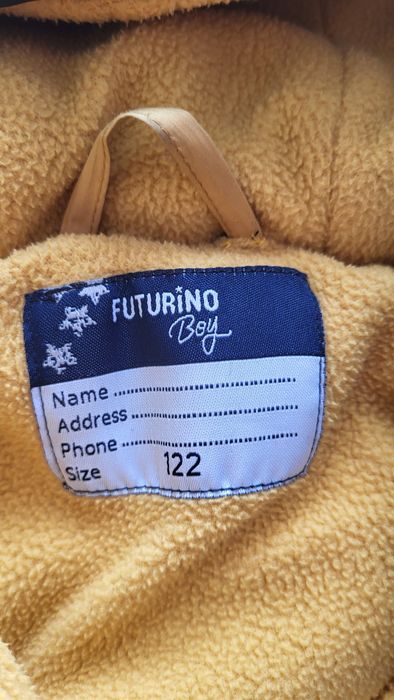 FUTURINO
Boy
Name ................................
Address ................................
Phone ................................
Size 122